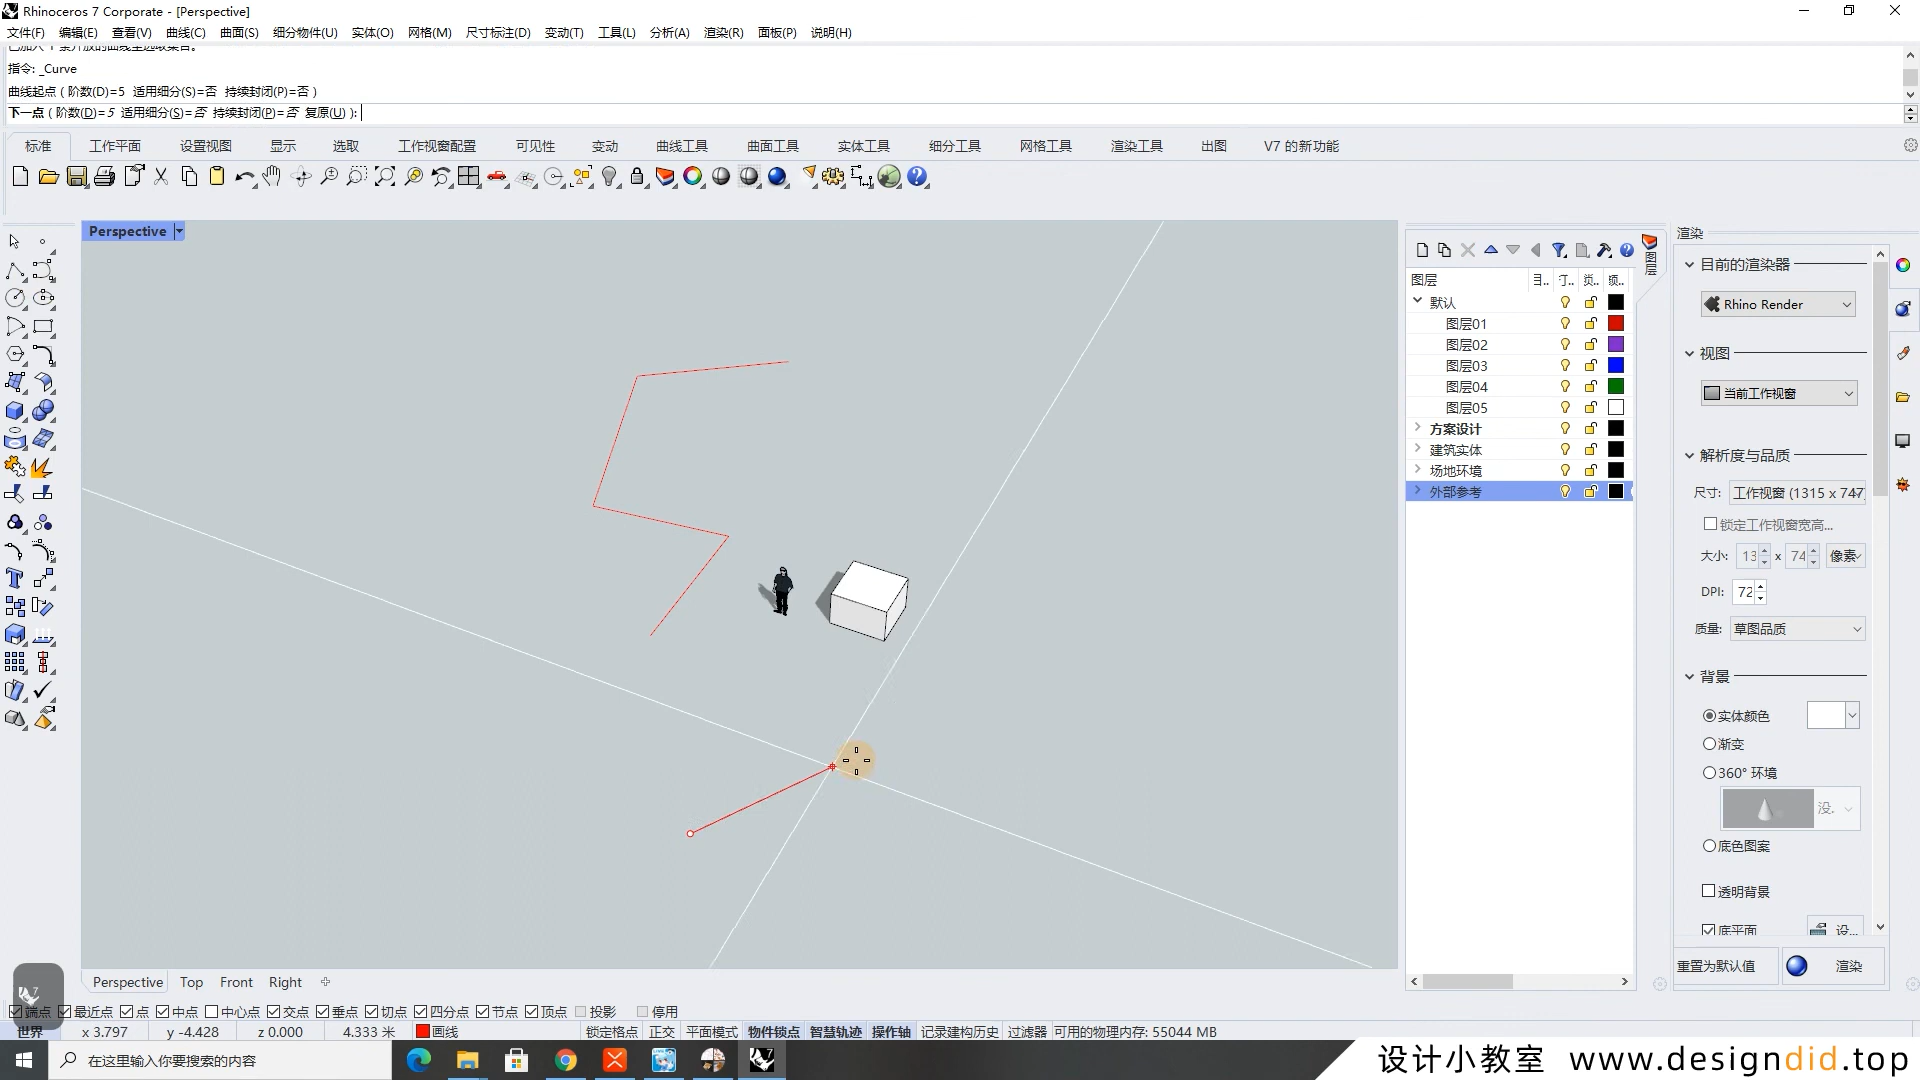 Rhinoceros 7 Corporate - [Perspective]
文件(F) 编辑(E) 查看(V) 曲线(C) 曲面(S) 细分物件(U) 实体(O) 网格(M) 尺寸标注(D) 变动(T) 工具(L) 分析(A) 渲染(R) 面板(P) 说明(H)
指令: _Curve
曲线起点 ( 阶数(D)=5 适用细分(S)=否 持续封闭(P)=否 )
下一点 ( 阶数(D)=5 适用细分(S)=否 持续封闭(P)=否 复原(U) ):
标准 工作平面 设置视图 显示 选取 工作视窗配置 可见性 变动 曲线工具 曲面工具 实体工具 细分工具 网格工具 渲染工具 出图 V7 的新功能
Perspective
图层
图层
默认
图层01
图层02
图层03
图层04
图层05
方案设计
建筑实体
场地环境
外部参考
渲染
目前的渲染器
Rhino Render
视图
当前工作视窗
解析度与品质
尺寸: 工作视窗 (1315 x 747)
锁定工作视窗宽高...
大小: 13 x 74 像素
DPI: 72
质量: 草图品质
背景
实体颜色
渐变
360° 环境
没.
底色图案
透明背景
底平面 设...
重置为默认值 渲染
Perspective Top Front Right
端点 最近点 点 中点 中心点 交点 垂点 切点 四分点 节点 顶点 投影 停用
世界 x 3.797 y -4.428 z 0.000 4.333 米 画线 锁定格点 正交 平面模式 物件锁点 智慧轨迹 操作轴 记录建构历史 过滤器 可用的物理内存: 55044 MB
在这里输入你要搜索的内容
设计小教室 www.designdid.top